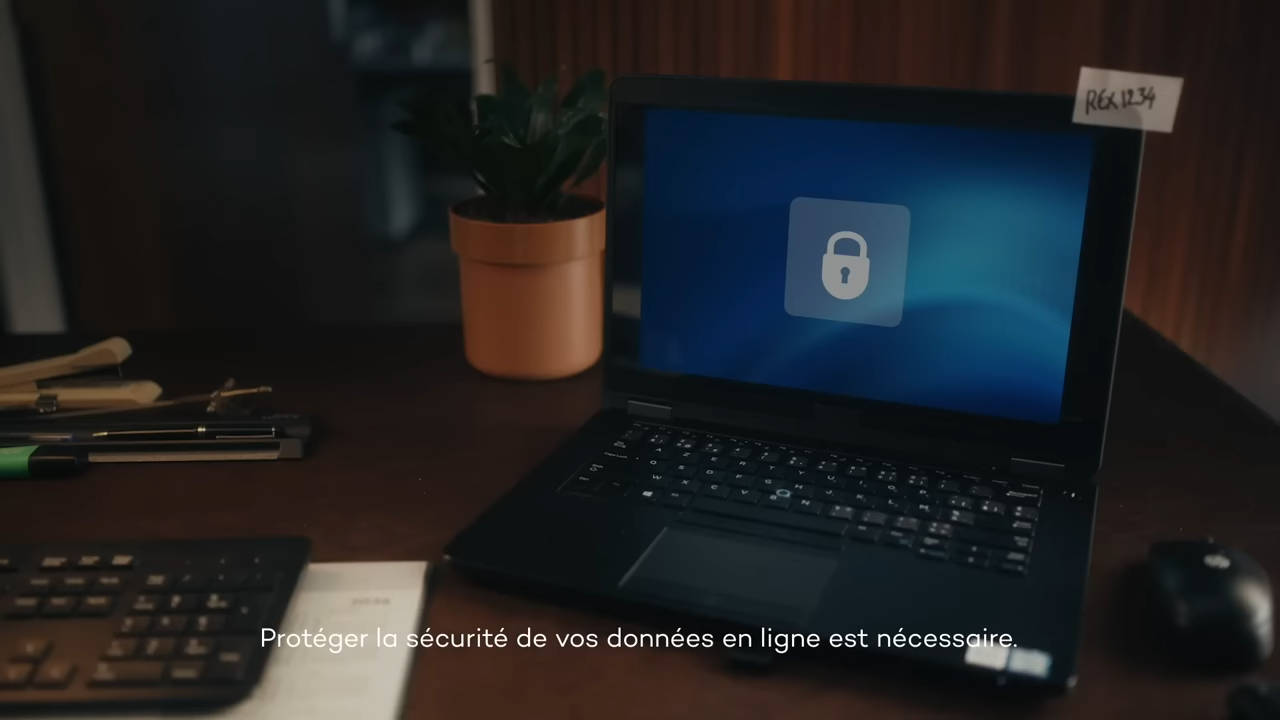 REX1234
Protéger la sécurité de vos données en ligne est nécessaire.